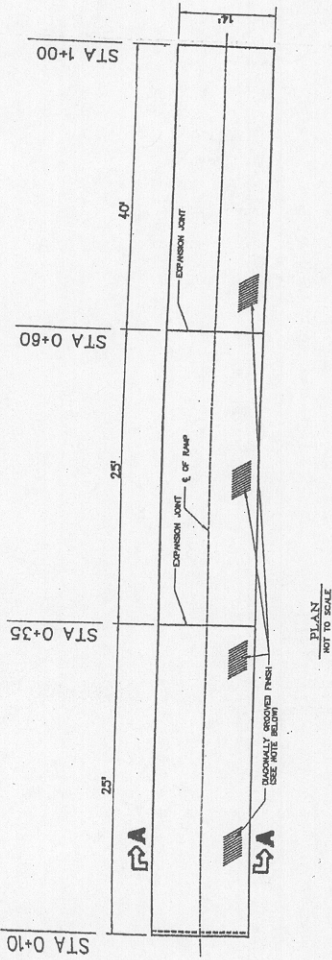 14'
STA 1+00
40'
EXPANSION JOINT
STA 0+60
25'
EXPANSION JOINT
℄ OF RAMP
STA 0+35
25'
DIAGONALLY GROOVED FINISH
(SEE NOTE BELOW)
A
A
STA 0+10
PLAN
NOT TO SCALE